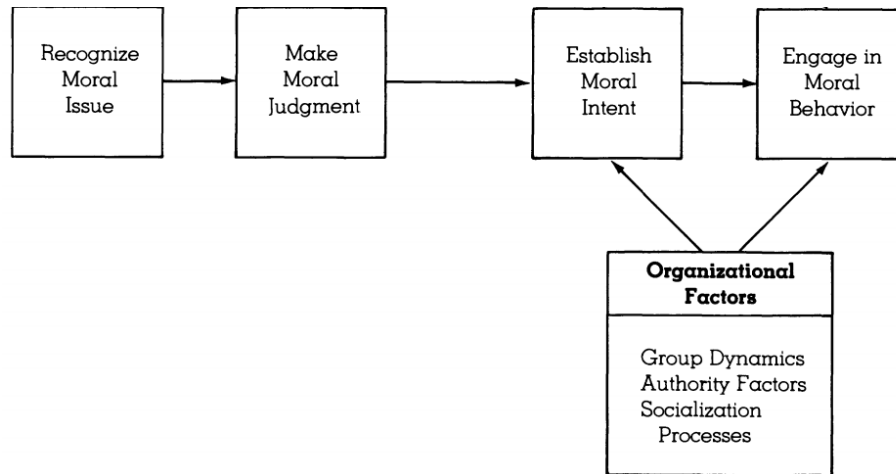 Recognize
Moral
Issue
Make
Moral
Judgment
Establish
Moral
Intent
Engage in
Moral
Behavior
Organizational
Factors
Group Dynamics
Authority Factors
Socialization
Processes